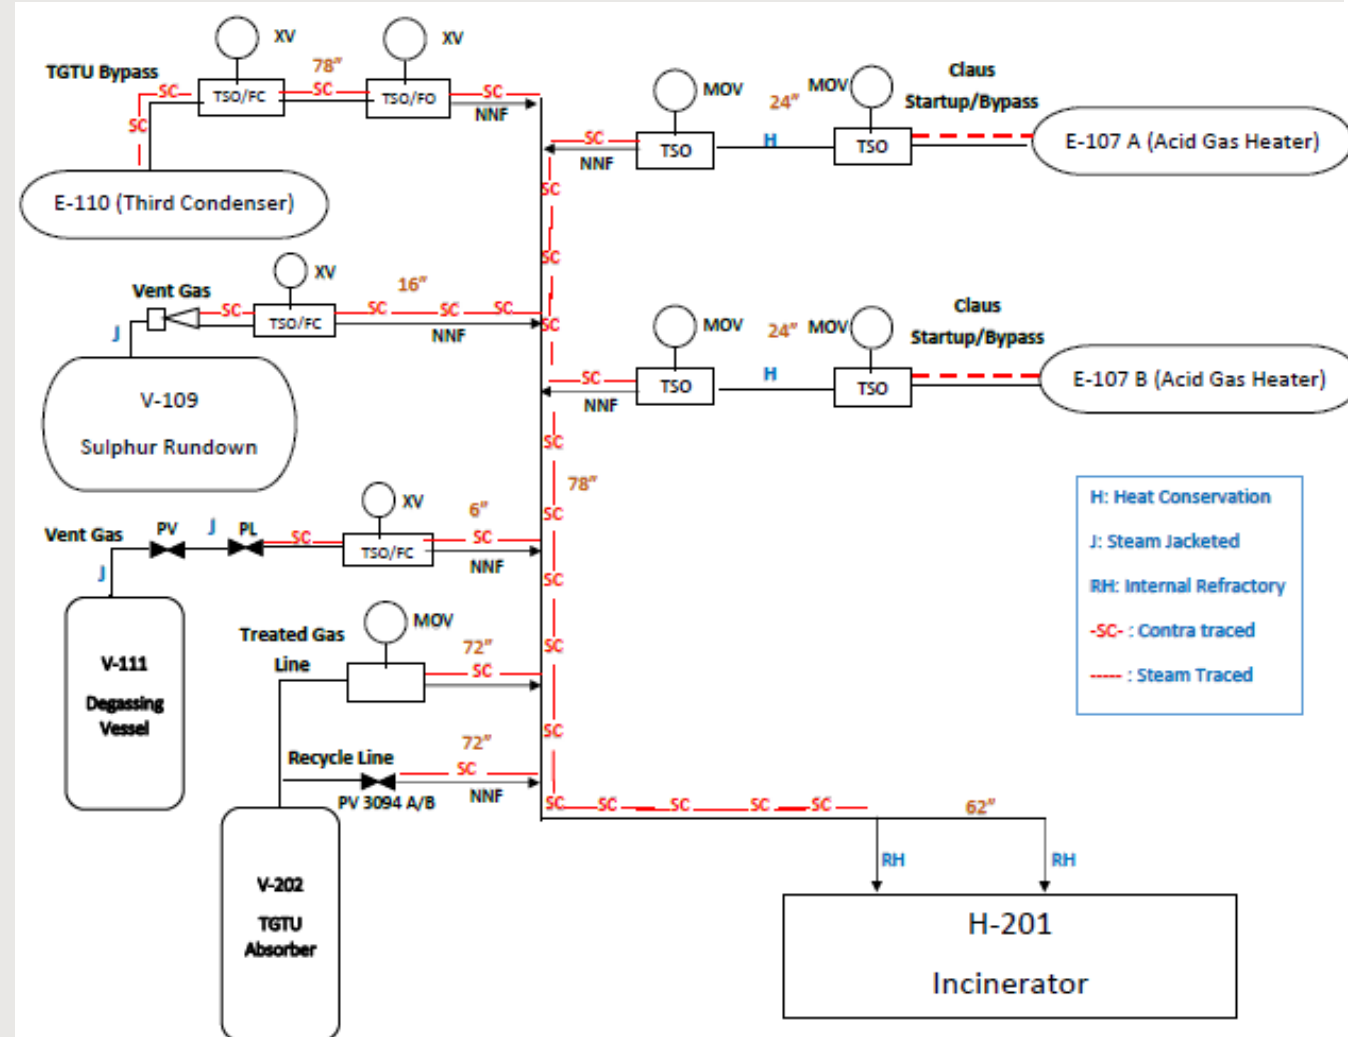 XV
XV
TGTU Bypass
78"
SC
TSO/FC
SC
TSO/FO
SC
NNF
SC
E-110 (Third Condenser)
MOV
24"
MOV
Claus
Startup/Bypass
SC
TSO
H
TSO
NNF
E-107 A (Acid Gas Heater)
SC
SC
XV
Vent Gas
16"
SC
TSO/FC
SC
SC
SC
NNF
J
SC
V-109
Sulphur Rundown
MOV
24"
MOV
Claus
Startup/Bypass
SC
TSO
H
TSO
NNF
E-107 B (Acid Gas Heater)
SC
78"
SC
SC
SC
SC
XV
Vent Gas
PV
J
PL
SC
TSO/FC
6"
SC
NNF
J
V-111
Degassing
Vessel
H: Heat Conservation
J: Steam Jacketed
RH: Internal Refractory
-SC- : Contra traced
----- : Steam Traced
MOV
Treated Gas
Line
72"
SC
Recycle Line
72"
SC
PV 3094 A/B
NNF
SC
SC
SC
SC
SC
62"
RH
RH
V-202
TGTU
Absorber
H-201
Incinerator